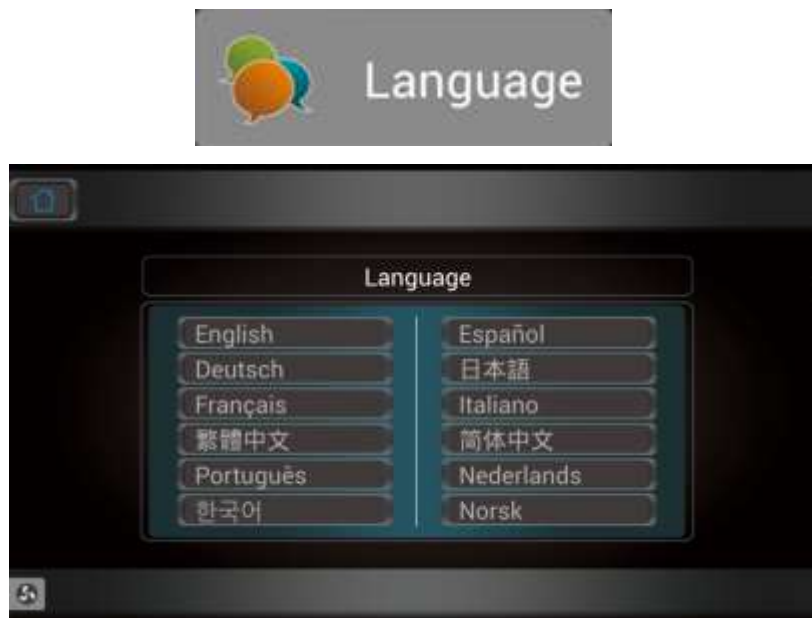 Language
Language
English
Deutsch
Français
繁體中文
Português
한국어
Español
日本語
Italiano
简体中文
Nederlands
Norsk